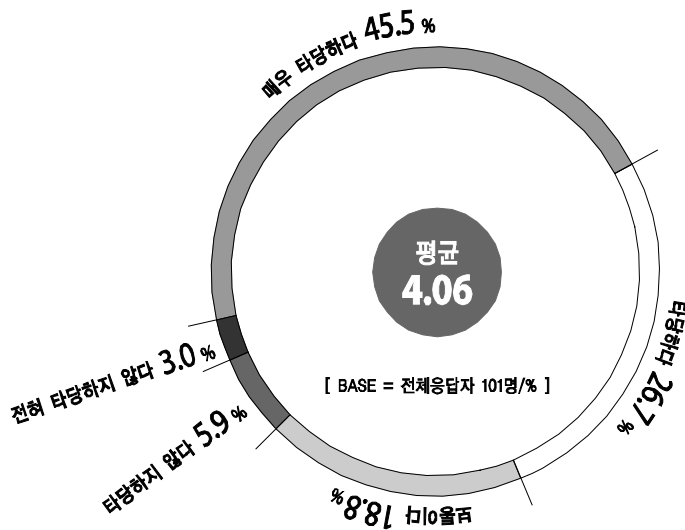 매우 타당하다 45.5 %
타당하다 26.7 %
보통이다 18.8 %
타당하지 않다 5.9 %
전혀 타당하지 않다 3.0 %
평균
4.06
[ BASE = 전체응답자 101명/% ]